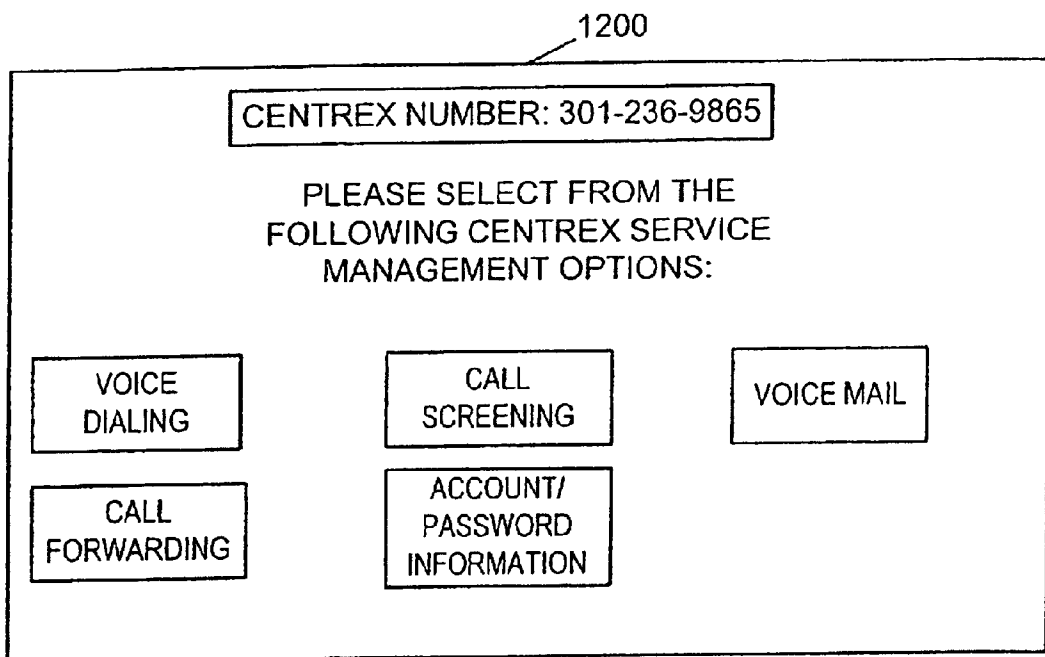 1200
CENTREX NUMBER: 301-236-9865
PLEASE SELECT FROM THE
FOLLOWING CENTREX SERVICE
MANAGEMENT OPTIONS:
VOICE
DIALING
CALL
SCREENING
VOICE MAIL
CALL
FORWARDING
ACCOUNT/
PASSWORD
INFORMATION